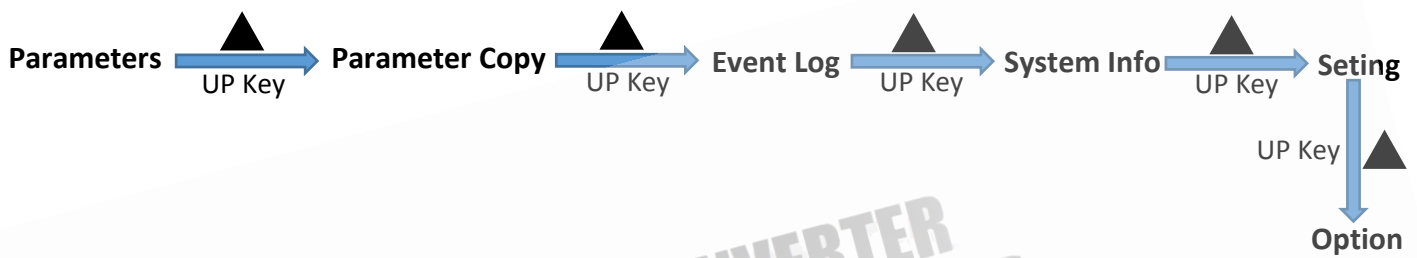 Parameters
UP Key
Parameter Copy
UP Key
Event Log
UP Key
System Info
UP Key
Seting
UP Key
Option